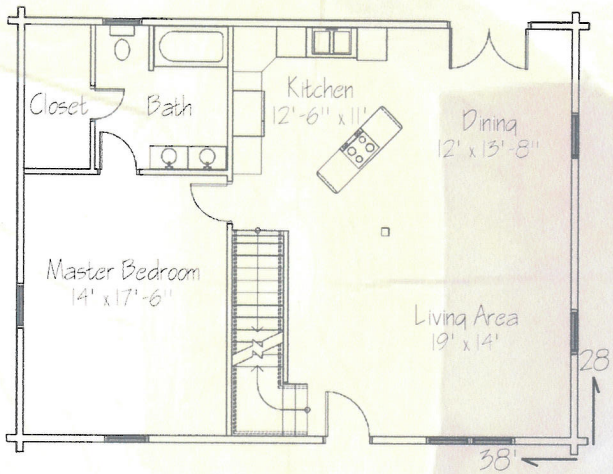 Kitchen
12'-6" x 11'
Closet
Bath
Dining
12' x 13'-8"
Master Bedroom
14' x 17'-6"
Living Area
19' x 14'
28
38'